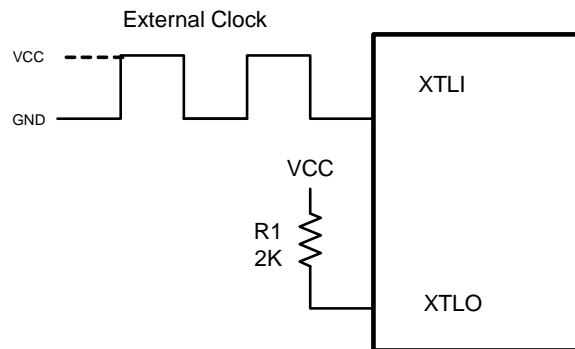 External Clock
VCC
XTLI
GND
VCC
R1
2K
XTLO